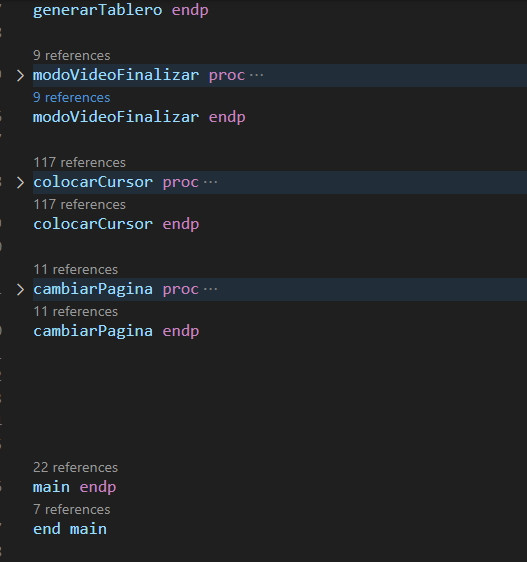 generarTablero endp
9 references
modoVideoFinalizar proc ···
9 references
modoVideoFinalizar endp
117 references
colocarCursor proc ···
117 references
colocarCursor endp
11 references
cambiarPagina proc ···
11 references
cambiarPagina endp
22 references
main endp
7 references
end main